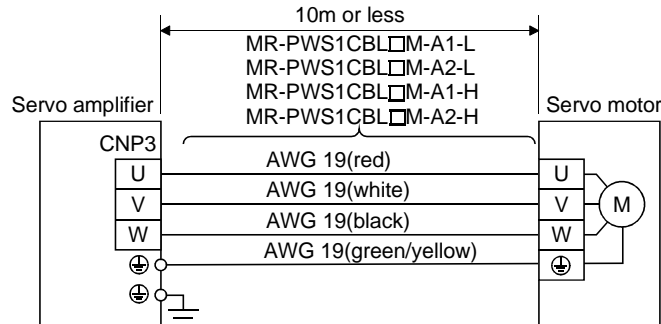 10m or less
MR-PWS1CBL□M-A1-L
MR-PWS1CBL□M-A2-L
MR-PWS1CBL□M-A1-H
MR-PWS1CBL□M-A2-H
Servo amplifier
Servo motor
CNP3
U AWG 19(red) U
V AWG 19(white) V M
W AWG 19(black) W
AWG 19(green/yellow)